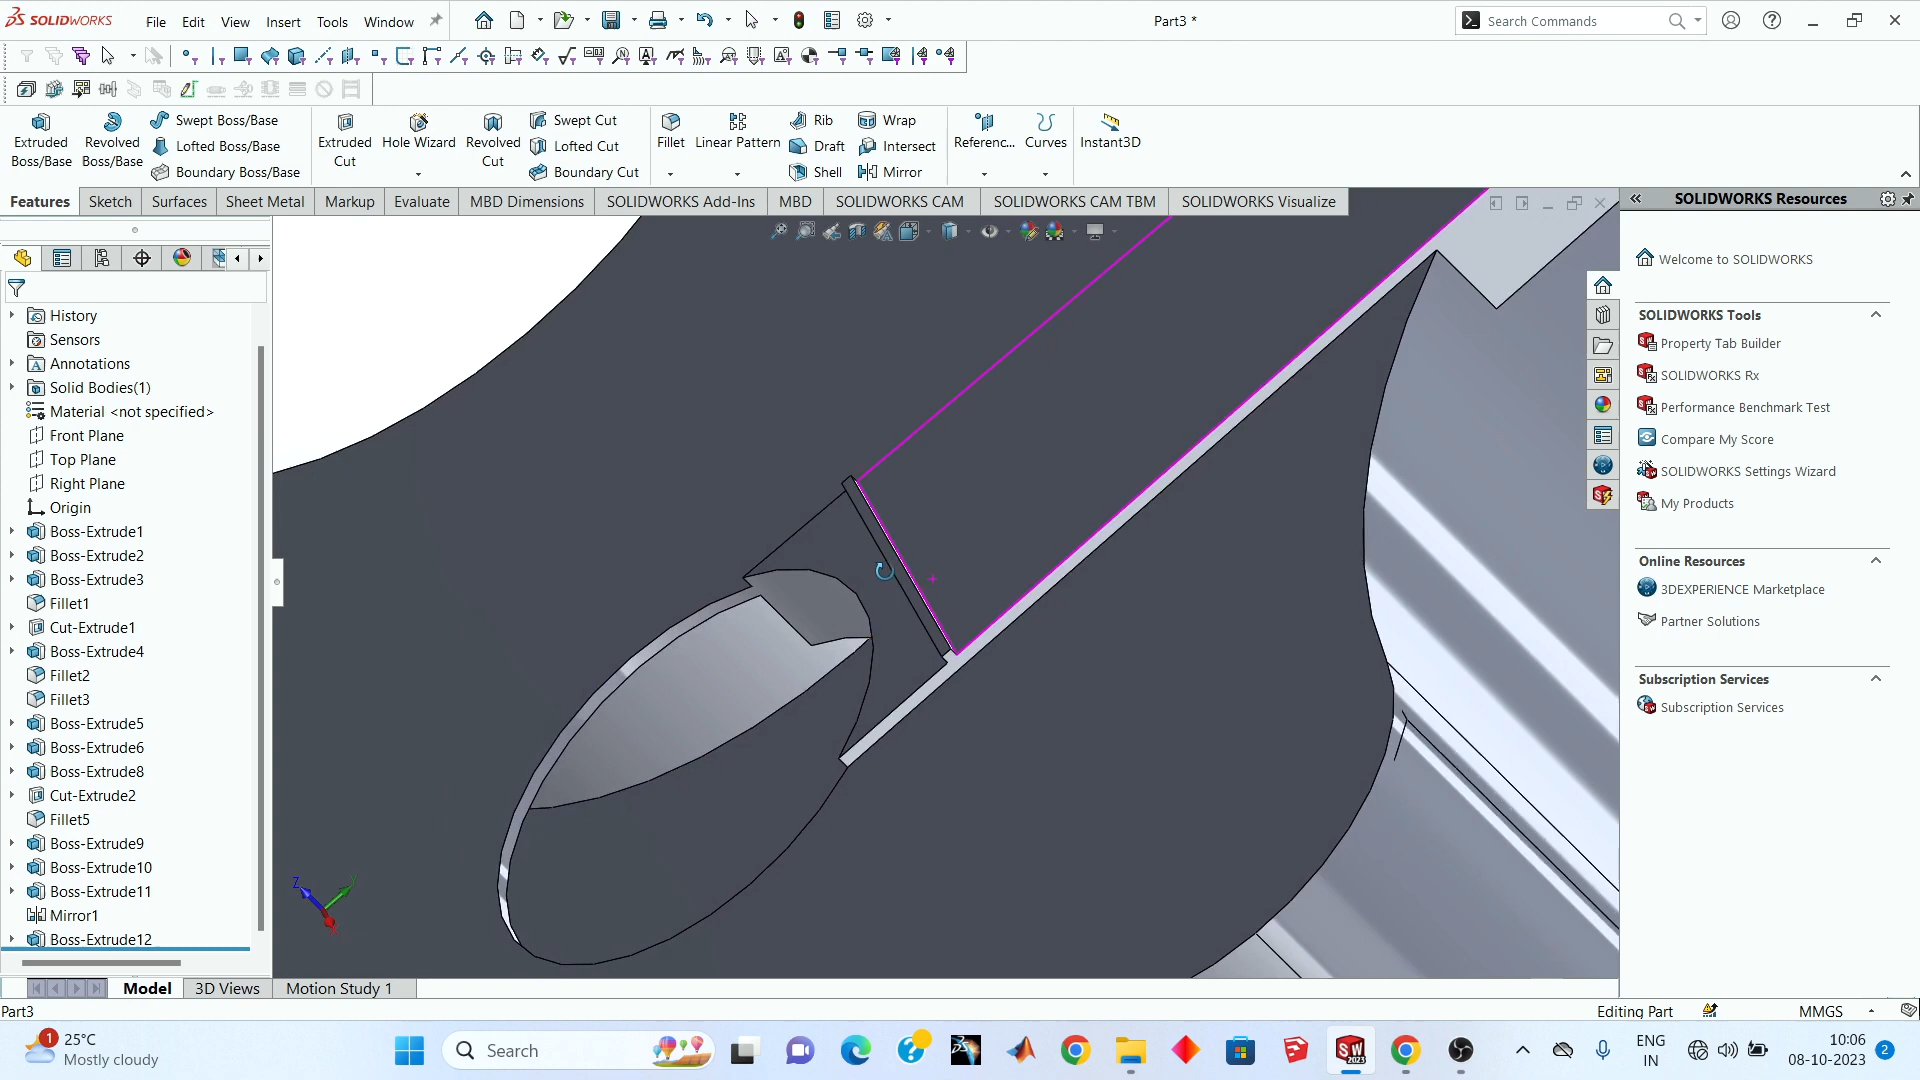 SOLIDWORKS File Edit View Insert Tools Window Part3 * Search Commands
Extruded Boss/Base
Revolved Boss/Base
Swept Boss/Base
Lofted Boss/Base
Boundary Boss/Base
Extruded Cut
Hole Wizard
Revolved Cut
Swept Cut
Lofted Cut
Boundary Cut
Fillet
Linear Pattern
Rib
Draft
Shell
Wrap
Intersect
Mirror
Referenc...
Curves
Instant3D
Features Sketch Surfaces Sheet Metal Markup Evaluate MBD Dimensions SOLIDWORKS Add-Ins MBD SOLIDWORKS CAM SOLIDWORKS CAM TBM SOLIDWORKS Visualize
History
Sensors
Annotations
Solid Bodies(1)
Material <not specified>
Front Plane
Top Plane
Right Plane
Origin
Boss-Extrude1
Boss-Extrude2
Boss-Extrude3
Fillet1
Cut-Extrude1
Boss-Extrude4
Fillet2
Fillet3
Boss-Extrude5
Boss-Extrude6
Boss-Extrude8
Cut-Extrude2
Fillet5
Boss-Extrude9
Boss-Extrude10
Boss-Extrude11
Mirror1
Boss-Extrude12
Z
SOLIDWORKS Resources
Welcome to SOLIDWORKS
SOLIDWORKS Tools
Property Tab Builder
SOLIDWORKS Rx
Performance Benchmark Test
Compare My Score
SOLIDWORKS Settings Wizard
My Products
Online Resources
3DEXPERIENCE Marketplace
Partner Solutions
Subscription Services
Subscription Services
Model 3D Views Motion Study 1
Part3 Editing Part MMGS
1
25°C
Mostly cloudy
Search
SW
2023
ENG
IN
10:06
08-10-2023
2